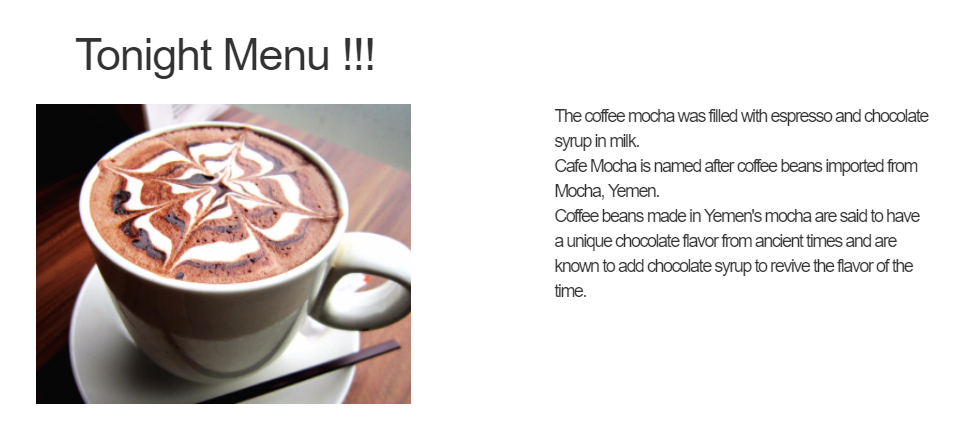 Tonight Menu !!!
The coffee mocha was filled with espresso and chocolate
syrup in milk.
Cafe Mocha is named after coffee beans imported from
Mocha, Yemen.
Coffee beans made in Yemen's mocha are said to have
a unique chocolate flavor from ancient times and are
known to add chocolate syrup to revive the flavor of the
time.